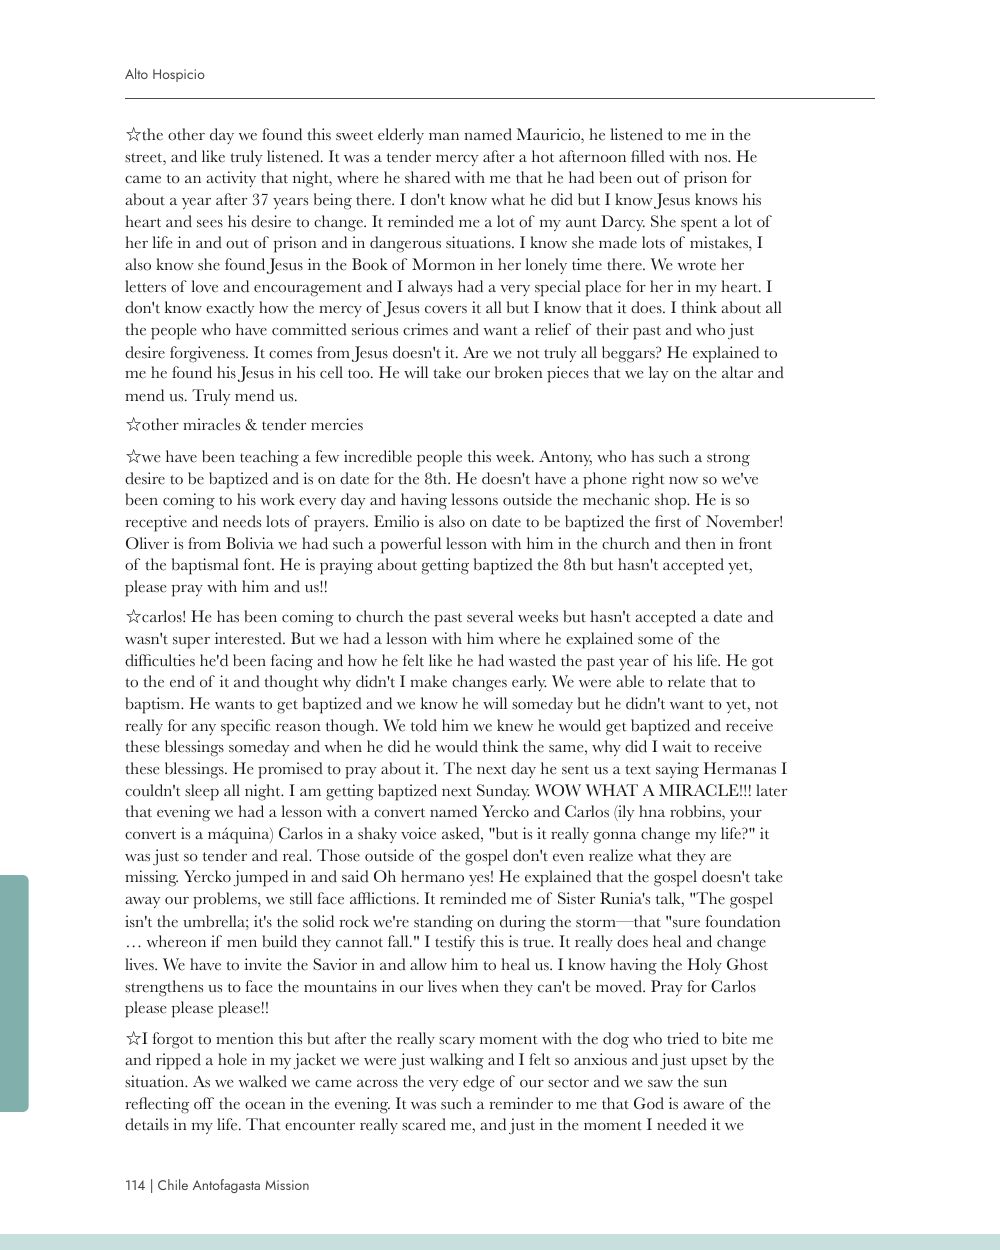 Alto Hospicio
☆the other day we found this sweet elderly man named Mauricio, he listened to me in the
street, and like truly listened. It was a tender mercy after a hot afternoon filled with nos. He
came to an activity that night, where he shared with me that he had been out of prison for
about a year after 37 years being there. I don't know what he did but I know Jesus knows his
heart and sees his desire to change. It reminded me a lot of my aunt Darcy. She spent a lot of
her life in and out of prison and in dangerous situations. I know she made lots of mistakes, I
also know she found Jesus in the Book of Mormon in her lonely time there. We wrote her
letters of love and encouragement and I always had a very special place for her in my heart. I
don't know exactly how the mercy of Jesus covers it all but I know that it does. I think about all
the people who have committed serious crimes and want a relief of their past and who just
desire forgiveness. It comes from Jesus doesn't it. Are we not truly all beggars? He explained to
me he found his Jesus in his cell too. He will take our broken pieces that we lay on the altar and
mend us. Truly mend us.
☆other miracles & tender mercies
☆we have been teaching a few incredible people this week. Antony, who has such a strong
desire to be baptized and is on date for the 8th. He doesn't have a phone right now so we've
been coming to his work every day and having lessons outside the mechanic shop. He is so
receptive and needs lots of prayers. Emilio is also on date to be baptized the first of November!
Oliver is from Bolivia we had such a powerful lesson with him in the church and then in front
of the baptismal font. He is praying about getting baptized the 8th but hasn't accepted yet,
please pray with him and us!!
☆carlos! He has been coming to church the past several weeks but hasn't accepted a date and
wasn't super interested. But we had a lesson with him where he explained some of the
difficulties he'd been facing and how he felt like he had wasted the past year of his life. He got
to the end of it and thought why didn't I make changes early. We were able to relate that to
baptism. He wants to get baptized and we know he will someday but he didn't want to yet, not
really for any specific reason though. We told him we knew he would get baptized and receive
these blessings someday and when he did he would think the same, why did I wait to receive
these blessings. He promised to pray about it. The next day he sent us a text saying Hermanas I
couldn't sleep all night. I am getting baptized next Sunday. WOW WHAT A MIRACLE!!! later
that evening we had a lesson with a convert named Yercko and Carlos (ily hna robbins, your
convert is a máquina) Carlos in a shaky voice asked, "but is it really gonna change my life?" it
was just so tender and real. Those outside of the gospel don't even realize what they are
missing. Yercko jumped in and said Oh hermano yes! He explained that the gospel doesn't take
away our problems, we still face afflictions. It reminded me of Sister Runia's talk, "The gospel
isn't the umbrella; it's the solid rock we're standing on during the storm—that "sure foundation
… whereon if men build they cannot fall." I testify this is true. It really does heal and change
lives. We have to invite the Savior in and allow him to heal us. I know having the Holy Ghost
strengthens us to face the mountains in our lives when they can't be moved. Pray for Carlos
please please please!!
☆I forgot to mention this but after the really scary moment with the dog who tried to bite me
and ripped a hole in my jacket we were just walking and I felt so anxious and just upset by the
situation. As we walked we came across the very edge of our sector and we saw the sun
reflecting off the ocean in the evening. It was such a reminder to me that God is aware of the
details in my life. That encounter really scared me, and just in the moment I needed it we
114 | Chile Antofagasta Mission